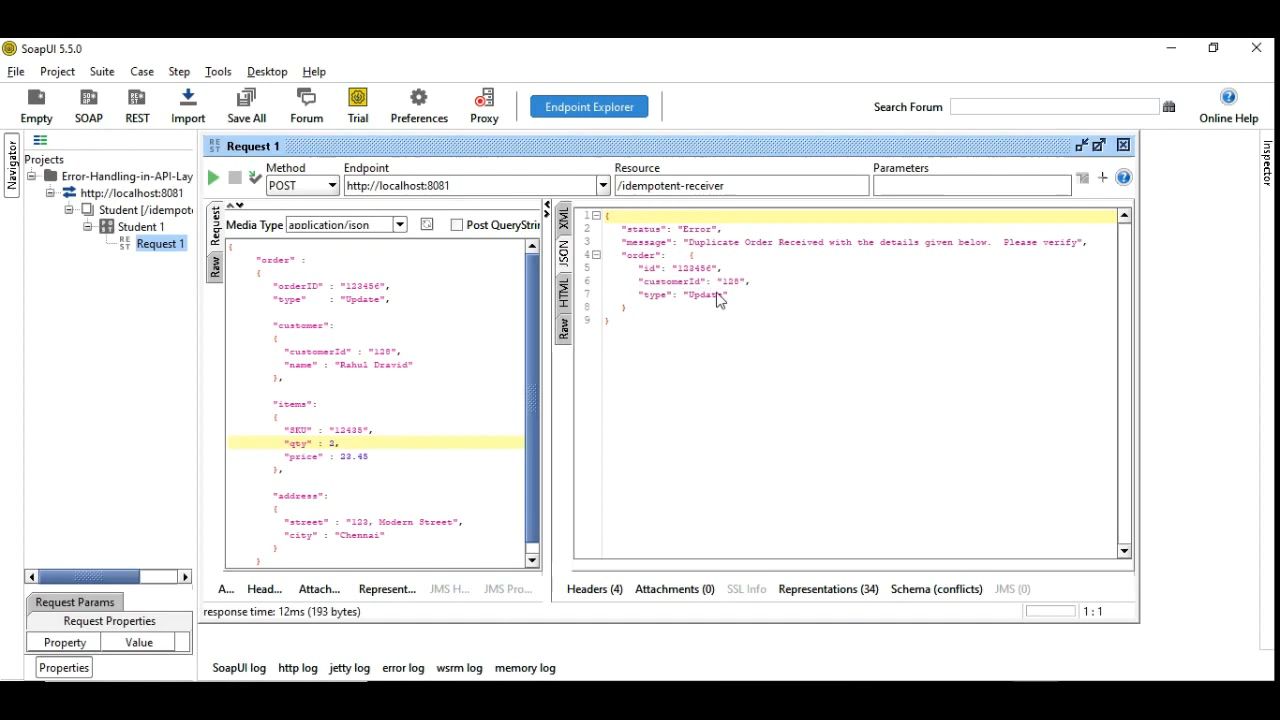 SoapUI 5.5.0
File Project Suite Case Step Tools Desktop Help
Empty SOAP REST Import Save All Forum Trial Preferences Proxy Endpoint Explorer Search Forum Online Help
Navigator
Projects
Error-Handling-in-API-Lay
http://localhost:8081
Student [/idempote
Student 1
REST Request 1
REST Request 1
Method Endpoint Resource Parameters
POST http://localhost:8081 /idempotent-receiver
Request
Raw
Media Type application/json Post QueryStrin
{
"order" :
{
"orderID" : "123456",
"type" : "Update",
"customer":
{
"customerId" : "128",
"name" : "Rahul Dravid"
},
"items":
{
"SKU" : "12435",
"qty" : 2,
"price" : 23.45
},
"address":
{
"street" : "123, Modern Street",
"city" : "Chennai"
}
}
XML
JSON
HTML
Raw
1 {
2 "status": "Error",
3 "message": "Duplicate Order Received with the details given below. Please verify",
4 "order": {
5 "id": "123456",
6 "customerId": "128",
7 "type": "Update"
8 }
9 }
Inspector
A... Head... Attach... Represent... JMS H... JMS Pro...
Headers (4) Attachments (0) SSL Info Representations (34) Schema (conflicts) JMS (0)
response time: 12ms (193 bytes) 1 : 1
Request Params
Request Properties
Property Value
Properties
SoapUI log http log jetty log error log wsrm log memory log